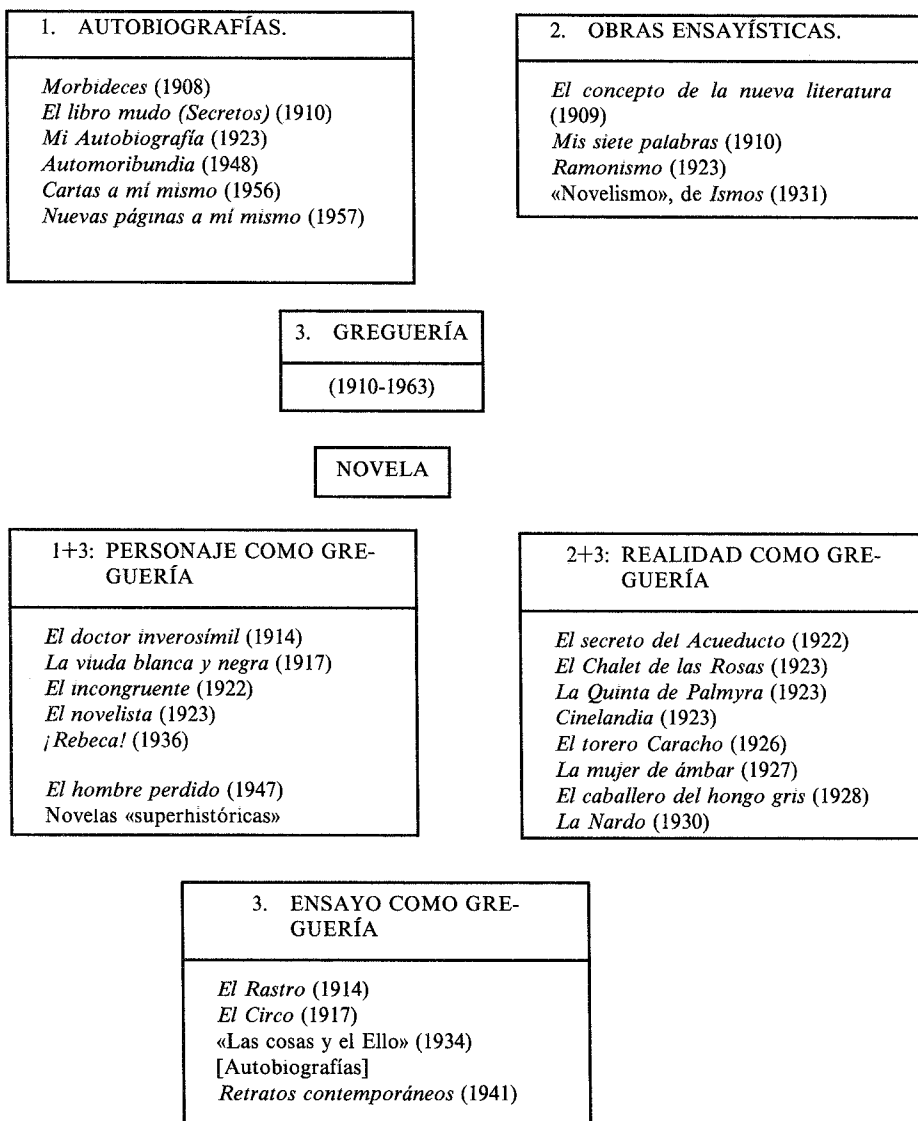 1. AUTOBIOGRAFÍAS.
Morbideces (1908)
El libro mudo (Secretos) (1910)
Mi Autobiografía (1923)
Automoribundia (1948)
Cartas a mí mismo (1956)
Nuevas páginas a mí mismo (1957)
2. OBRAS ENSAYÍSTICAS.
El concepto de la nueva literatura
(1909)
Mis siete palabras (1910)
Ramonismo (1923)
«Novelismo», de Ismos (1931)
3. GREGUERÍA
(1910-1963)
NOVELA
1+3: PERSONAJE COMO GRE-
GUERÍA
El doctor inverosímil (1914)
La viuda blanca y negra (1917)
El incongruente (1922)
El novelista (1923)
¡Rebeca! (1936)
El hombre perdido (1947)
Novelas «superhistóricas»
2+3: REALIDAD COMO GRE-
GUERÍA
El secreto del Acueducto (1922)
El Chalet de las Rosas (1923)
La Quinta de Palmyra (1923)
Cinelandia (1923)
El torero Caracho (1926)
La mujer de ámbar (1927)
El caballero del hongo gris (1928)
La Nardo (1930)
3. ENSAYO COMO GRE-
GUERÍA
El Rastro (1914)
El Circo (1917)
«Las cosas y el Ello» (1934)
[Autobiografías]
Retratos contemporáneos (1941)